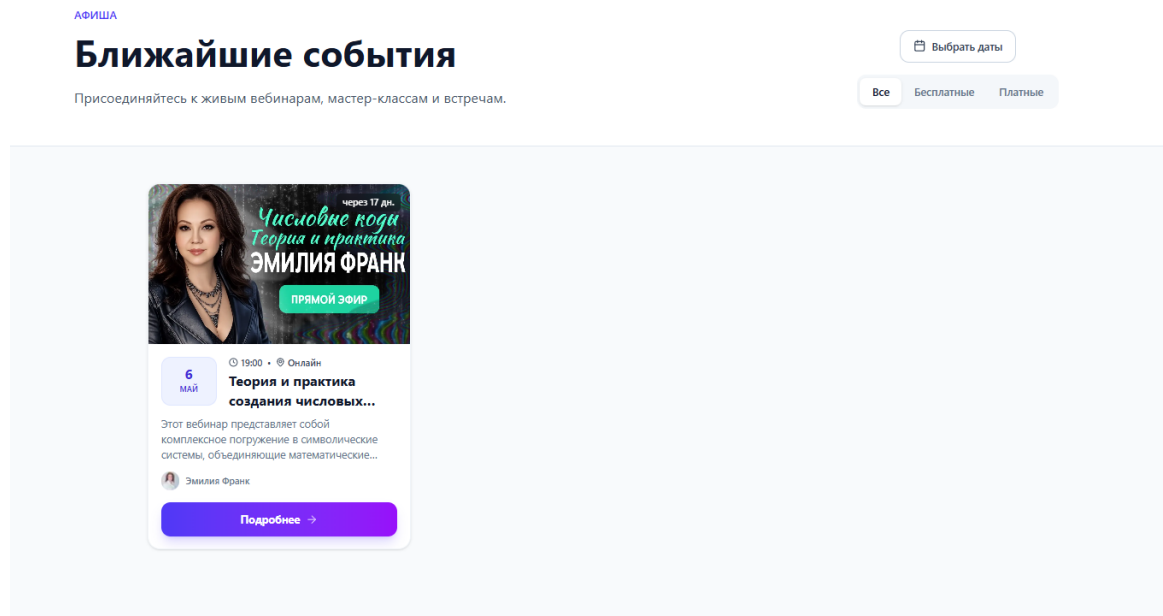 АФИША
Ближайшие события
Присоединяйтесь к живым вебинарам, мастер-классам и встречам.
Выбрать даты
Все Бесплатные Платные
через 17 дн.
Числовые коды
Теория и практика
ЭМИЛИЯ ФРАНК
ПРЯМОЙ ЭФИР
6
МАЙ
19:00 • Онлайн
Теория и практика
создания числовых...
Этот вебинар представляет собой
комплексное погружение в символические
системы, объединяющие математические...
Эмилия Франк
Подробнее →